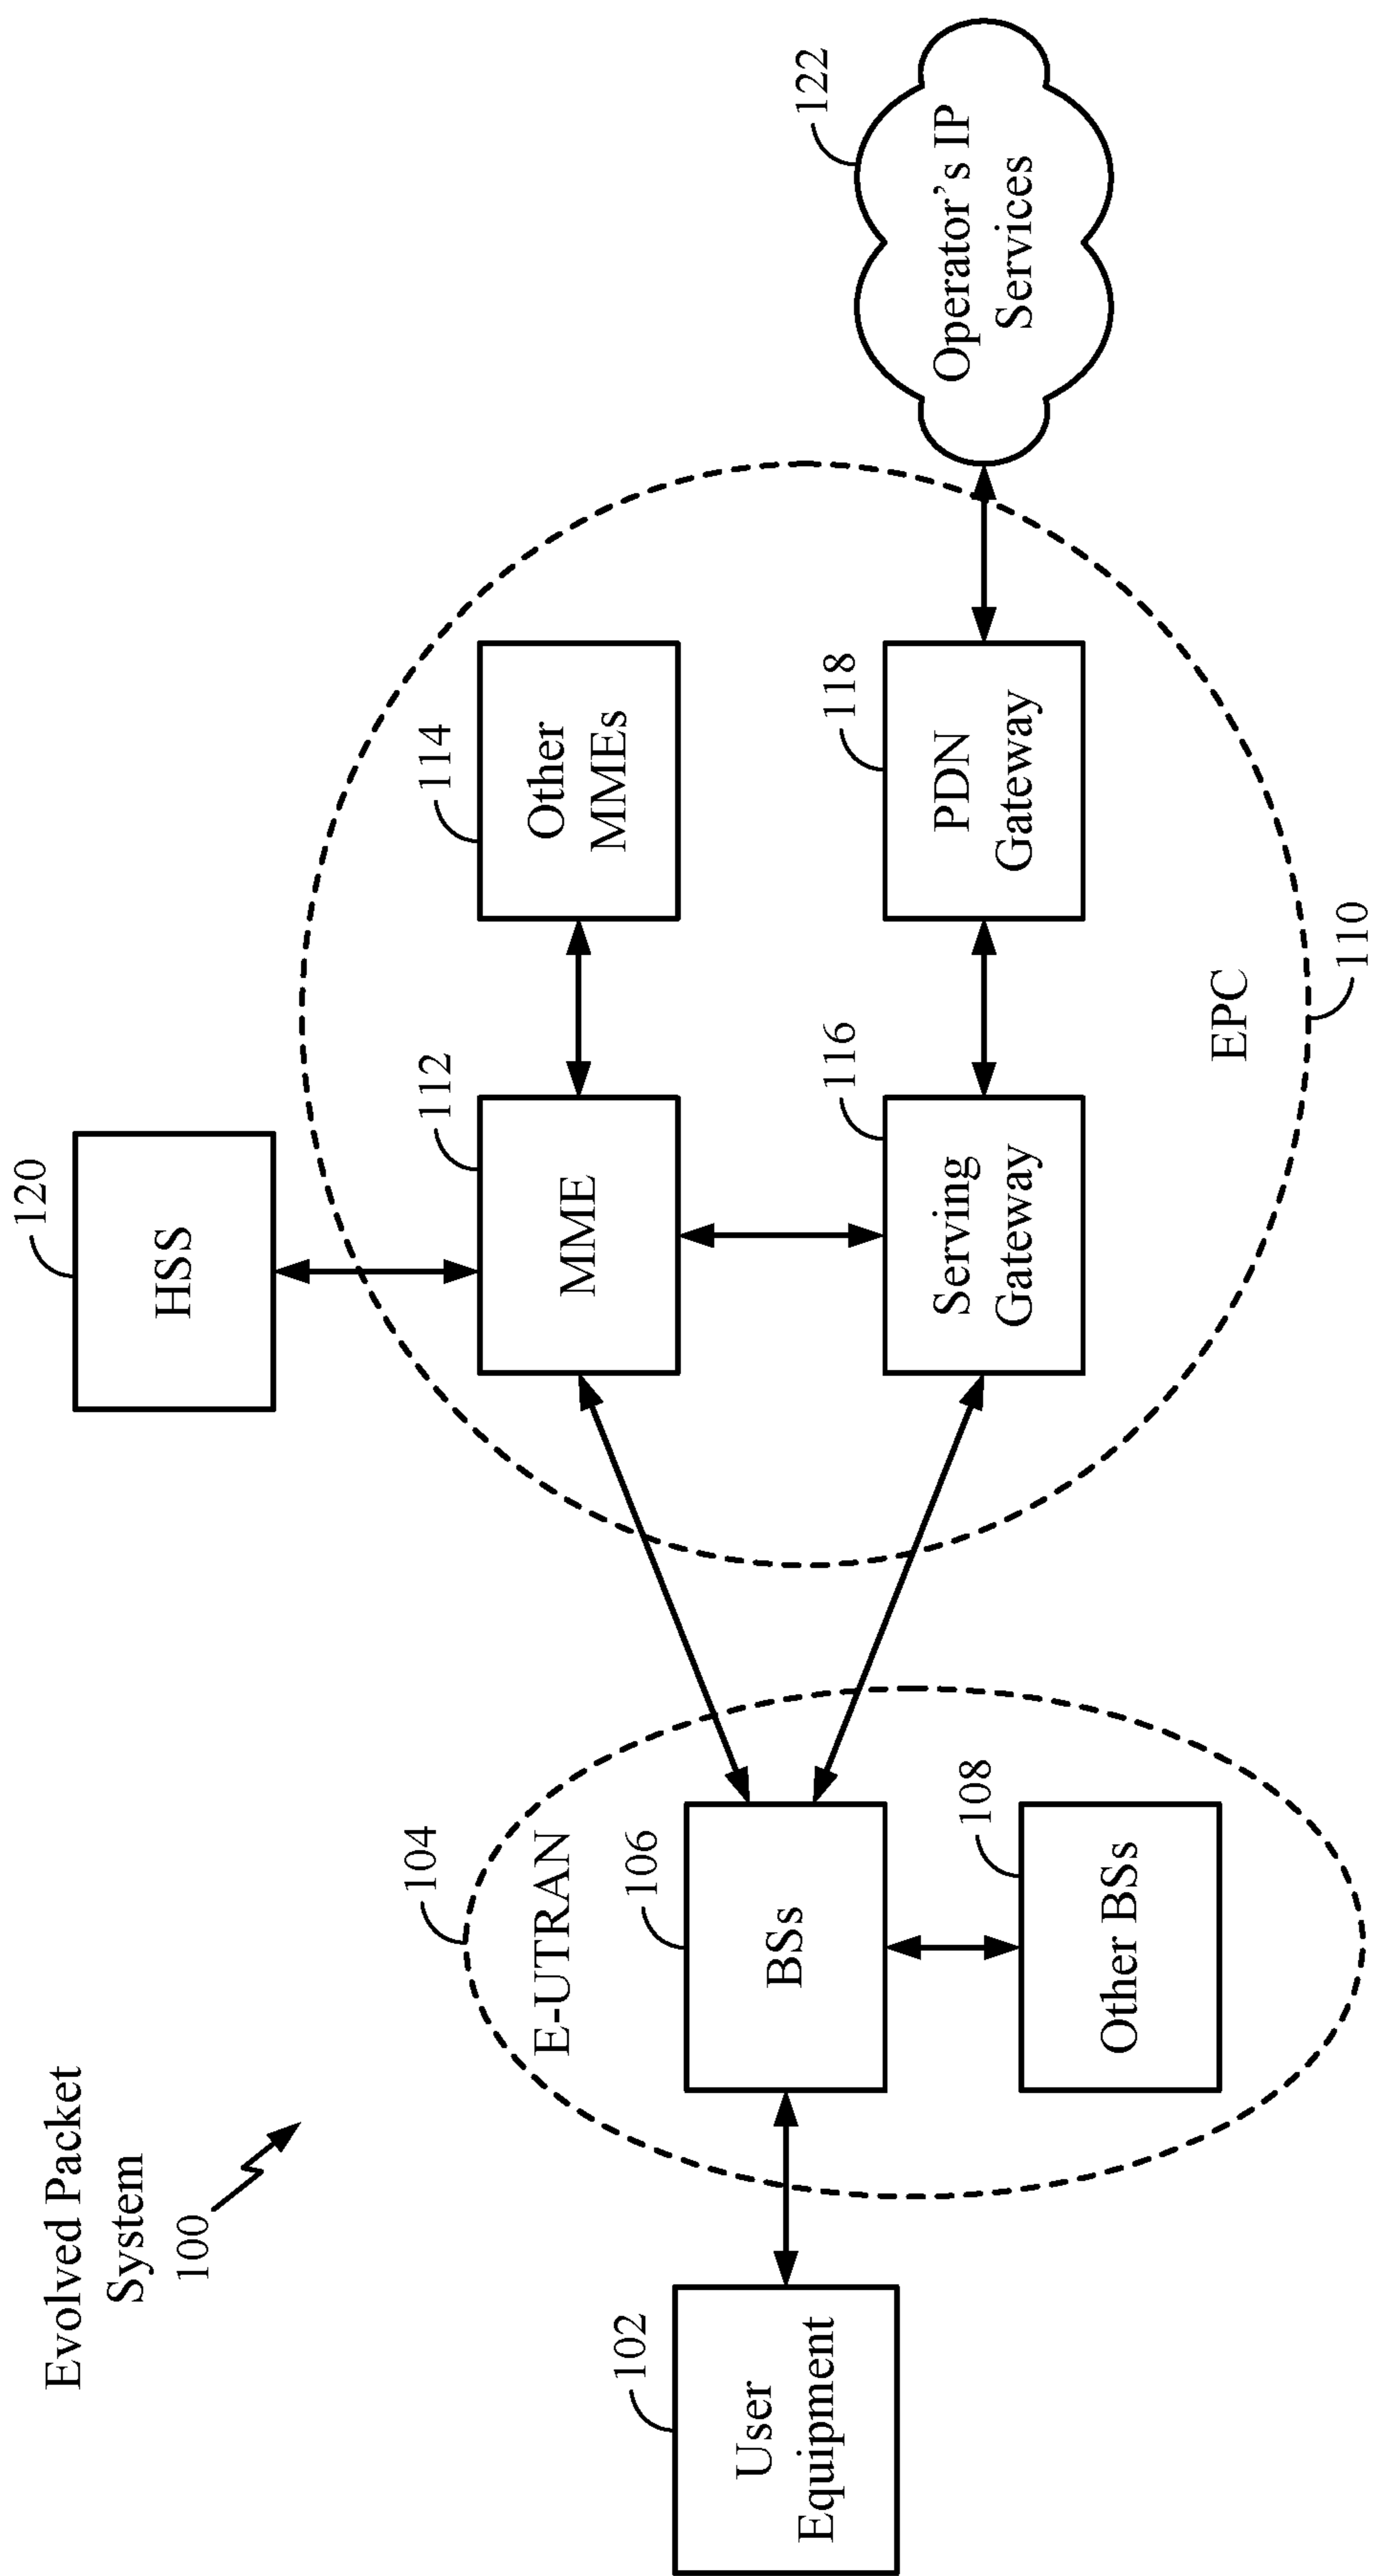 Evolved Packet
System
100
102
User
Equipment
104
E-UTRAN
106
BSs
108
Other BSs
120
HSS
112
MME
114
Other
MMEs
116
Serving
Gateway
118
PDN
Gateway
EPC
110
122
Operator’s IP
Services